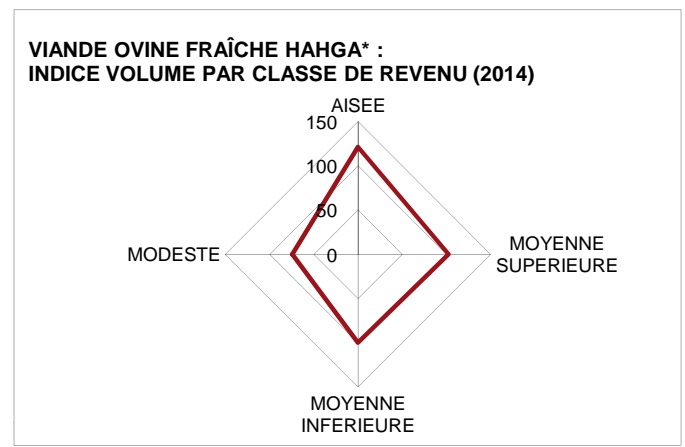 VIANDE OVINE FRAÎCHE HAHGA* :
INDICE VOLUME PAR CLASSE DE REVENU (2014)
AISEE
150
100
50
0
MODESTE
MOYENNE
SUPERIEURE
MOYENNE
INFERIEURE